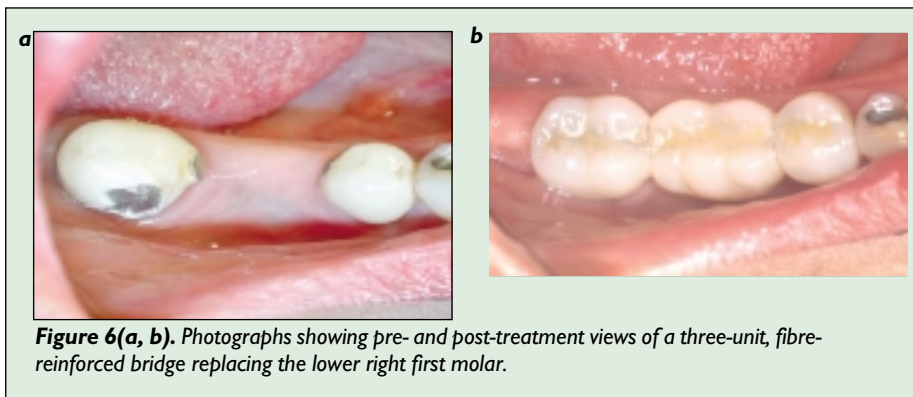 a
b
Figure 6(a, b). Photographs showing pre- and post-treatment views of a three-unit, fibre-
reinforced bridge replacing the lower right first molar.